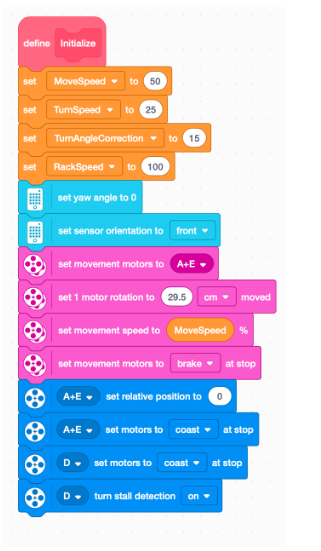 define Initialize
set MoveSpeed to 50
set TurnSpeed to 25
set TurnAngleCorrection to 15
set RackSpeed to 100
set yaw angle to 0
set sensor orientation to front
set movement motors to A+E
set 1 motor rotation to 29.5 cm moved
set movement speed to MoveSpeed %
set movement motors to brake at stop
A+E set relative position to 0
A+E set motors to coast at stop
D set motors to coast at stop
D turn stall detection on